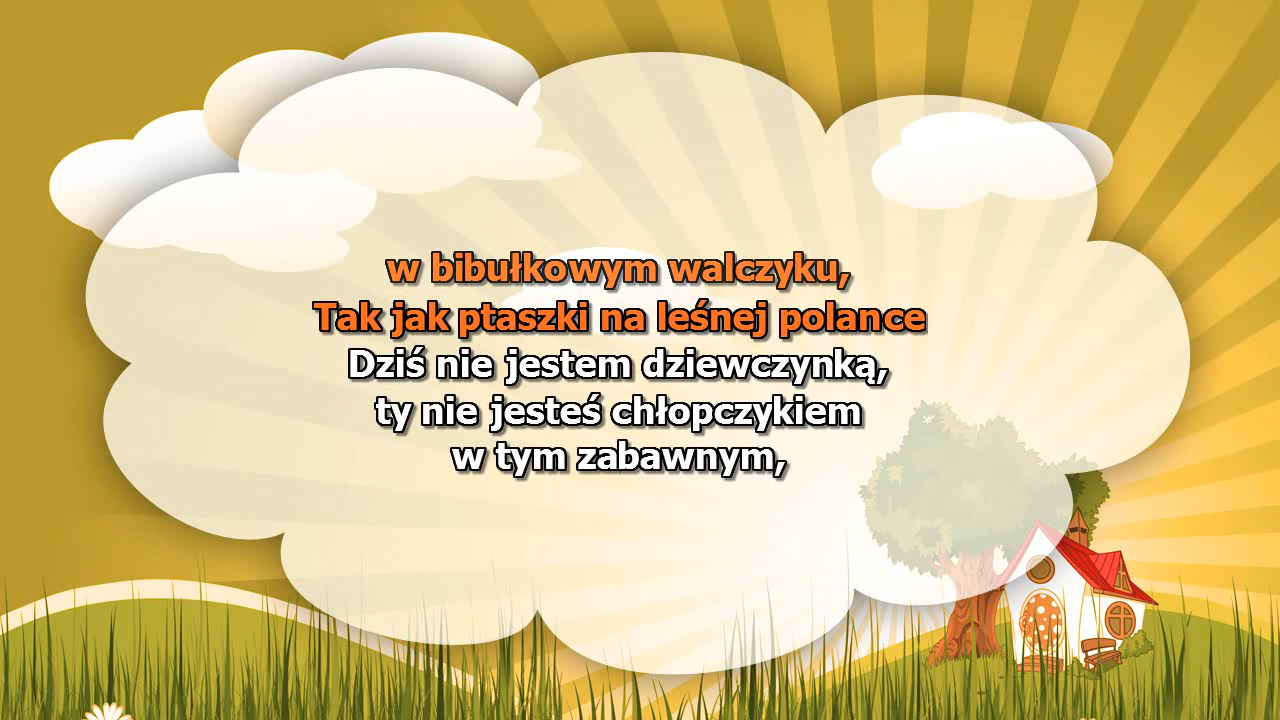 w bibułkowym walczyku,
Tak jak ptaszki na leśnej polance
Dziś nie jestem dziewczynką,
ty nie jesteś chłopczykiem
w tym zabawnym,